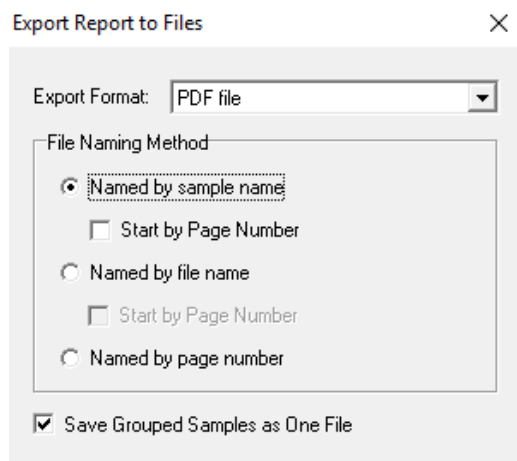 Export Report to Files
Export Format: PDF file
File Naming Method
Named by sample name
Start by Page Number
Named by file name
Start by Page Number
Named by page number
Save Grouped Samples as One File